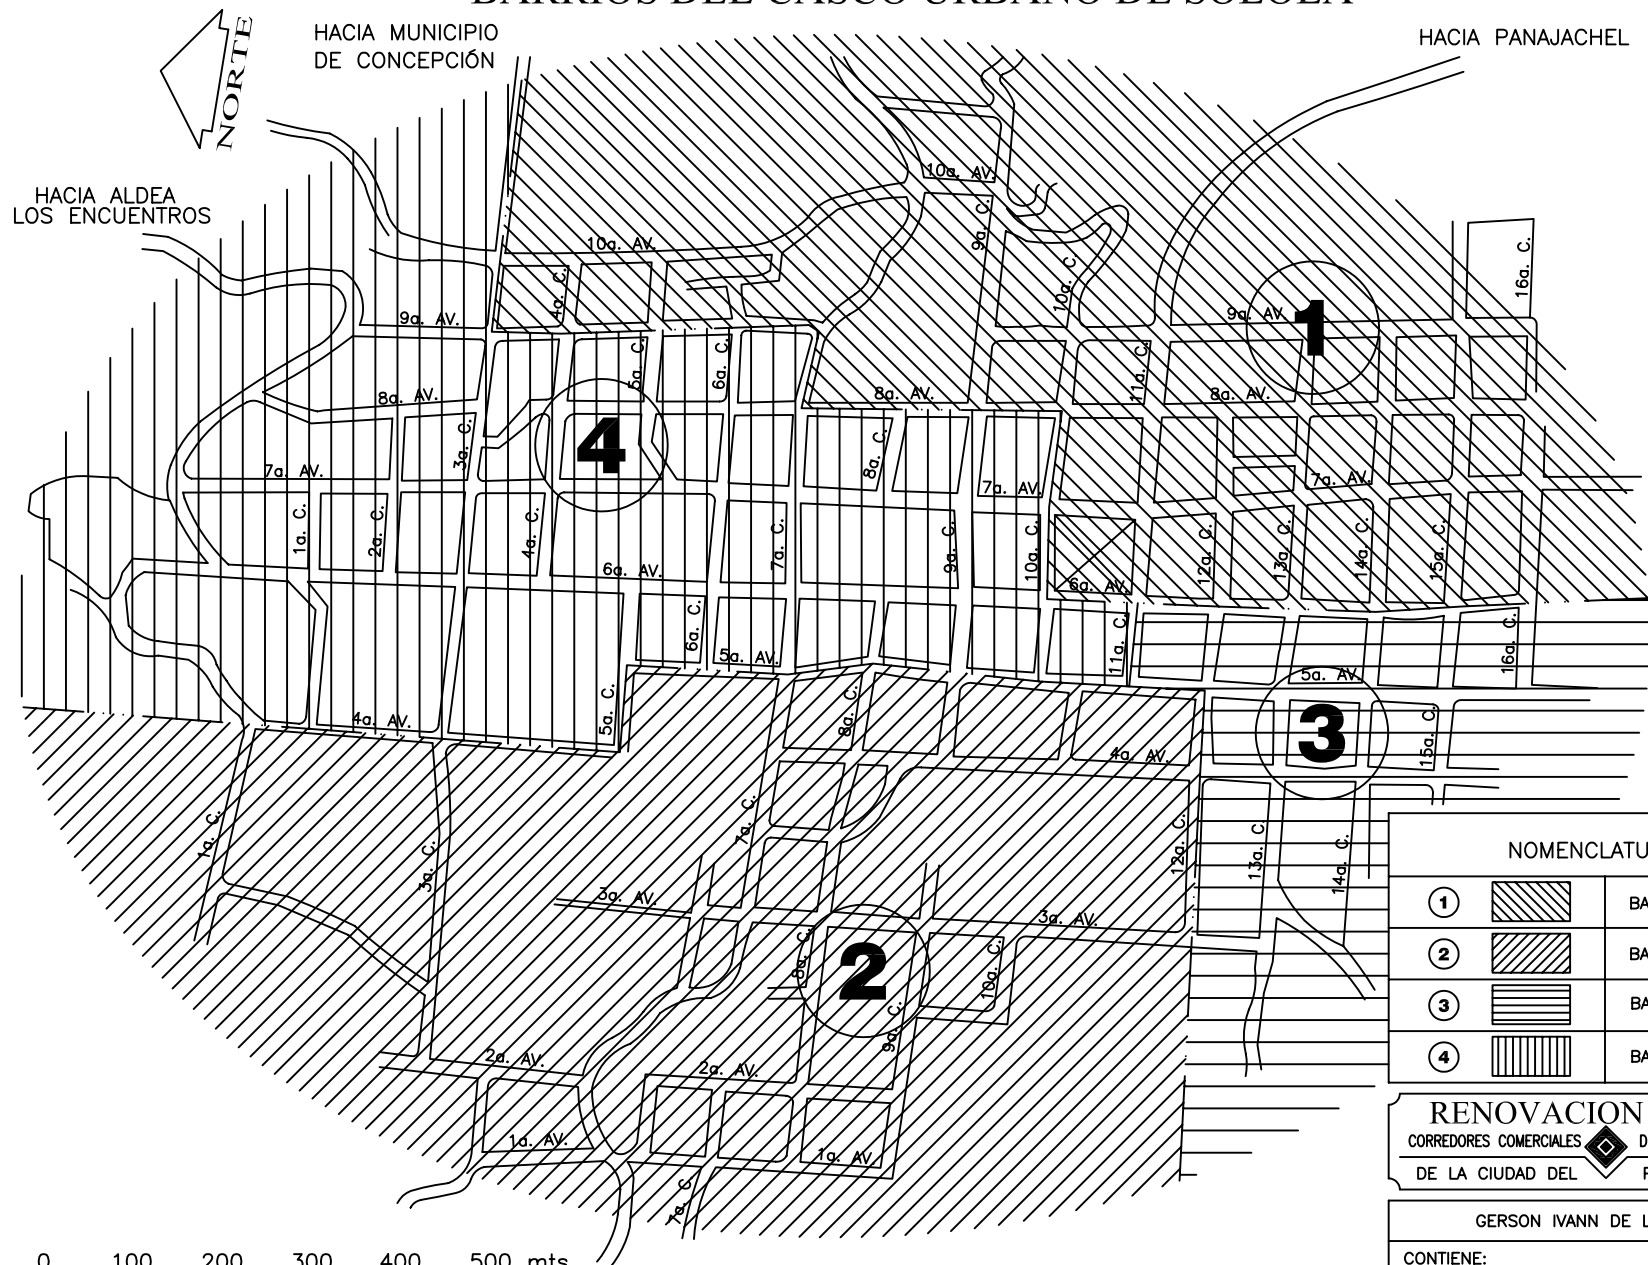 BARRIOS DEL CASCO URBANO DE SOLOLA
HACIA MUNICIPIO
DE CONCEPCIÓN
HACIA PANAJACHEL
NORTE
HACIA ALDEA
LOS ENCUENTROS
10a. AV.
10a. AV.
9a. C.
10a. C.
16a. C.
4a. C.
9a. AV.
9a. AV.
1
5a. C.
6a. C.
11a. C.
8a. AV.
8a. AV.
8a. AV.
4
3a. C.
8a. C.
7a. AV.
7a. AV.
7a. AV.
1a. C.
2a. C.
4a. C.
7a. C.
9a. C.
10a. C.
12a. C.
13a. C.
14a. C.
15a. C.
6a. AV.
6a. AV.
6a. C.
11a. C.
16a. C.
5a. AV.
5a. AV.
4a. AV.
5a. C.
8a. C.
3
15a. C.
4a. AV.
1a. C.
3a. C.
7a. C.
12a. C.
13a. C.
14a. C.
3a. AV.
3a. AV.
8a. C.
2
10a. C.
9a. C.
2a. AV.
2a. AV.
1a. AV.
1a. AV.
7a. C.
NOMENCLATU
1 BA
2 BA
3 BA
4 BA
RENOVACION
CORREDORES COMERCIALES D
DE LA CIUDAD DEL
GERSON IVANN DE L
CONTIENE:
0 100 200 300 400 500 mts